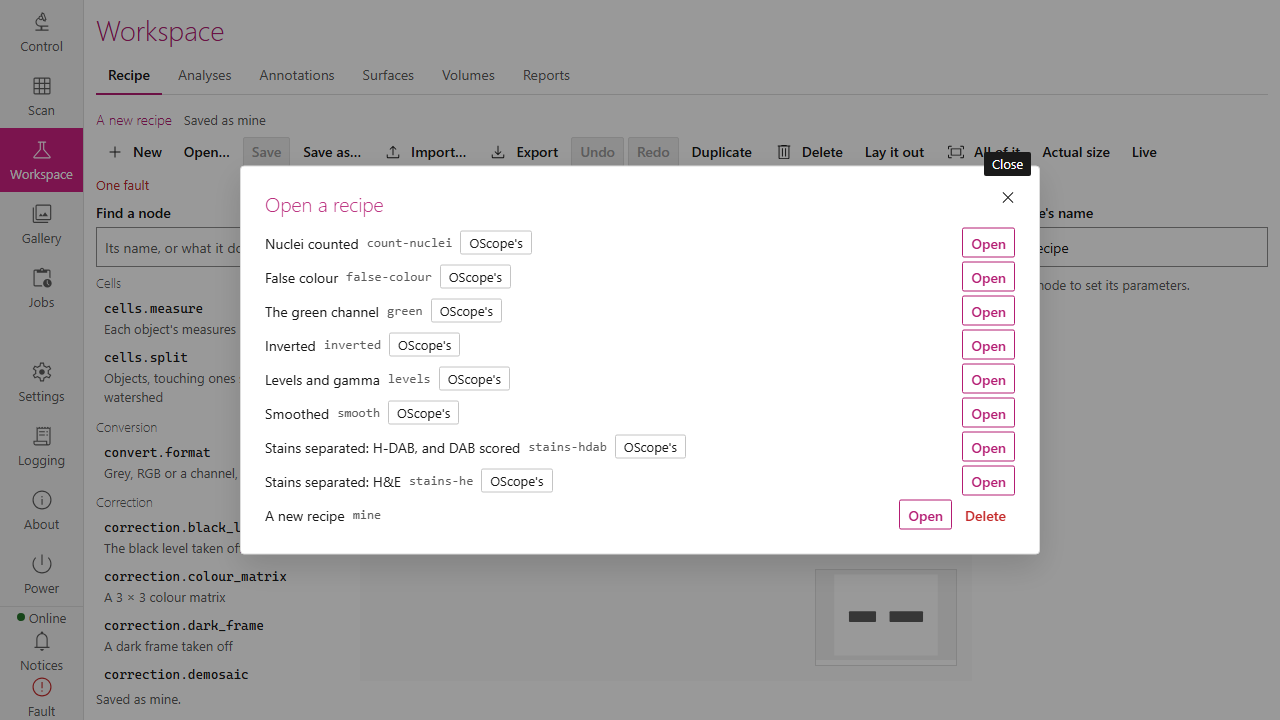 Control
Scan
Workspace
Gallery
Jobs
Settings
Logging
About
Power
Online
Notices
Fault
Workspace
Recipe Analyses Annotations Surfaces Volumes Reports
A new recipe Saved as mine
New Open... Save Save as... Import... Export Undo Redo Duplicate Delete Lay it out All of it Actual size Live
Close
One fault
Find a node
Its name, or what it do
Cells
cells.measure
Each object's measures
cells.split
Objects, touching ones
watershed
Conversion
convert.format
Grey, RGB or a channel,
Correction
correction.black_l
The black level taken of
correction.colour_matrix
A 3 × 3 colour matrix
correction.dark_frame
A dark frame taken off
correction.demosaic
Saved as mine.
Open a recipe
Nuclei counted count-nuclei OScope's Open
False colour false-colour OScope's Open
The green channel green OScope's Open
Inverted inverted OScope's Open
Levels and gamma levels OScope's Open
Smoothed smooth OScope's Open
Stains separated: H-DAB, and DAB scored stains-hdab OScope's Open
Stains separated: H&E stains-he OScope's Open
A new recipe mine Open Delete
e's name
ecipe
node to set its parameters.